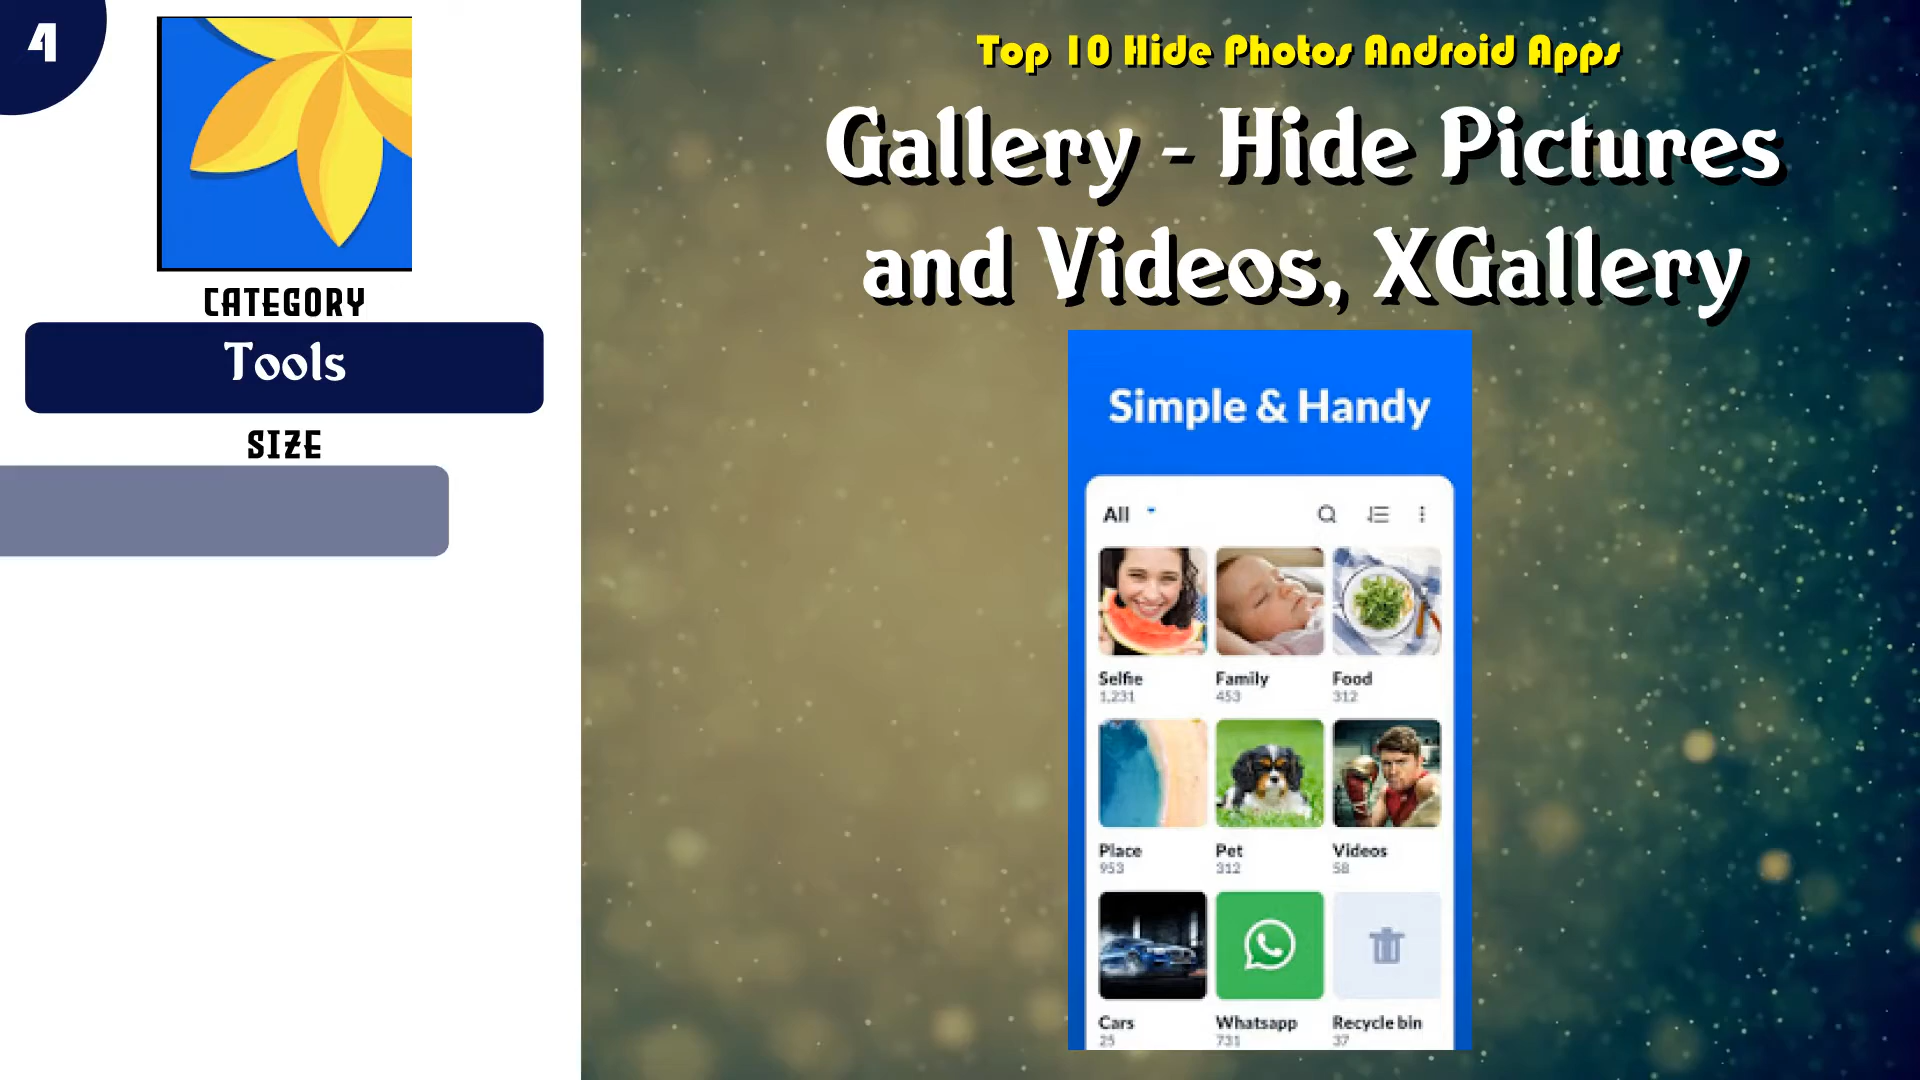 4
CATEGORY
Tools
SIZE
Top 10 Hide Photos Android Apps
Gallery - Hide Pictures
and Videos, XGallery
Simple & Handy
All
Selfie Family Food
1,231 453 312
Place Pet Videos
953 312 58
Cars Whatsapp Recycle bin
25 731 37